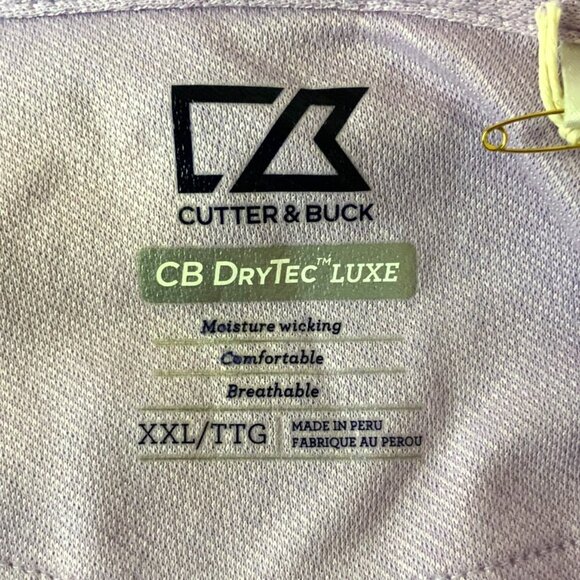 CUTTER & BUCK
CB DRYTEC™ LUXE
Moisture wicking
Comfortable
Breathable
XXL/TTG
MADE IN PERU
FABRIQUE AU PEROU